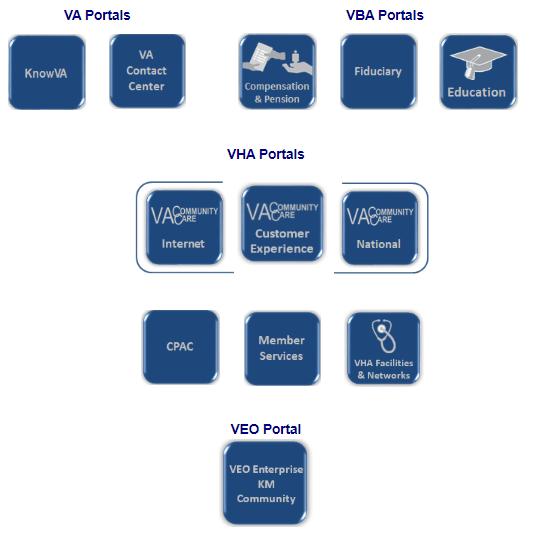 VA Portals
VBA Portals
KnowVA
VA
Contact
Center
Compensation
& Pension
Fiduciary
Education
VHA Portals
VA COMMUNITY
CARE
Internet
VA COMMUNITY
CARE
Customer
Experience
VA COMMUNITY
CARE
National
CPAC
Member
Services
VHA Facilities
& Networks
VEO Portal
VEO Enterprise
KM
Community